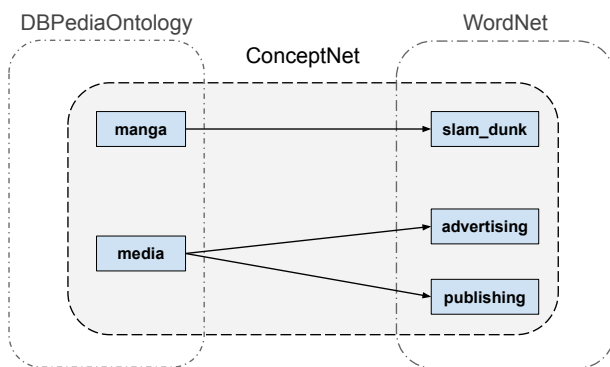 DBPediaOntology
WordNet
ConceptNet
manga
slam_dunk
media
advertising
publishing